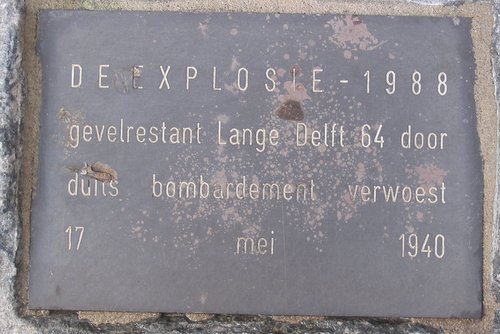 DE EXPLOSIE - 1988
gevelrestant Lange Delft 64 door
duits bombardement verwoest
17 mei 1940